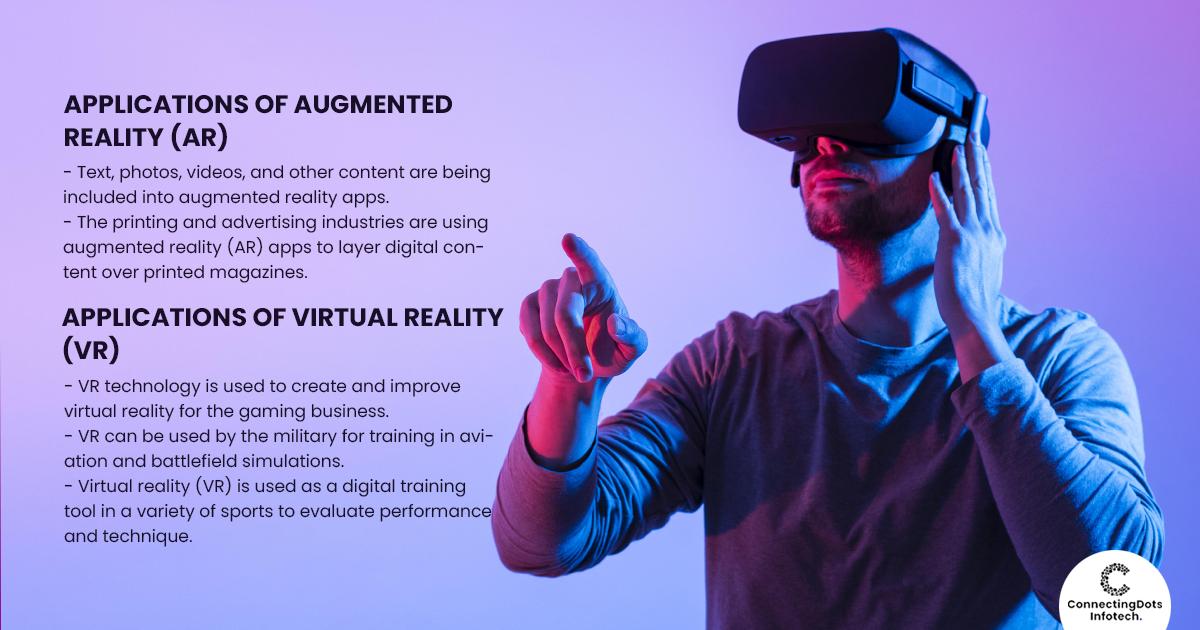 APPLICATIONS OF AUGMENTED
REALITY (AR)
- Text, photos, videos, and other content are being
included into augmented reality apps.
- The printing and advertising industries are using
augmented reality (AR) apps to layer digital con-
tent over printed magazines.
APPLICATIONS OF VIRTUAL REALITY
(VR)
- VR technology is used to create and improve
virtual reality for the gaming business.
- VR can be used by the military for training in avi-
ation and battlefield simulations.
- Virtual reality (VR) is used as a digital training
tool in a variety of sports to evaluate performance
and technique.
ConnectingDots
Infotech.